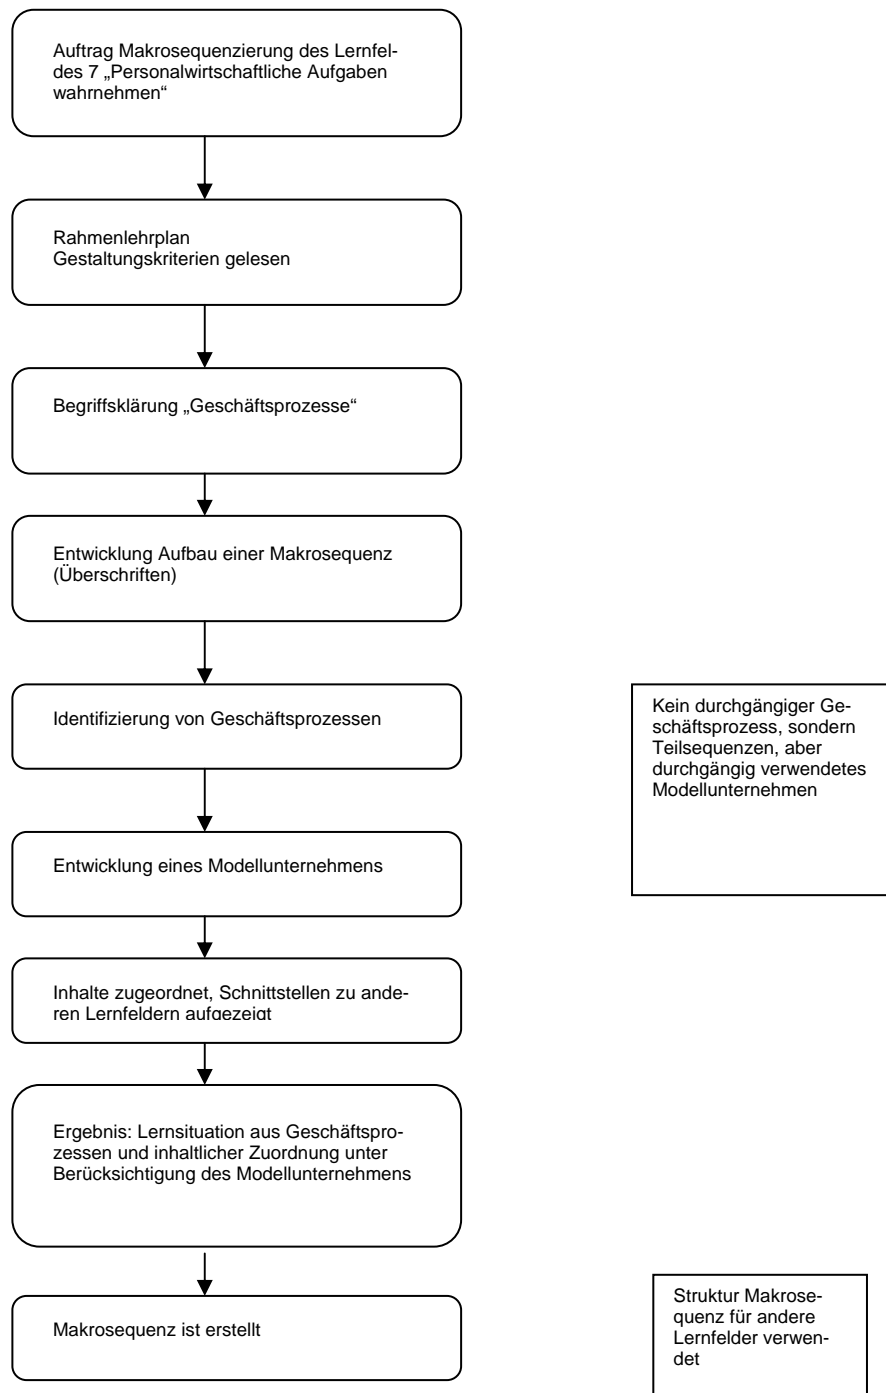 Auftrag Makrosequenzierung des Lernfel-
des 7 „Personalwirtschaftliche Aufgaben
wahrnehmen“
Rahmenlehrplan
Gestaltungskriterien gelesen
Begriffsklärung „Geschäftsprozesse“
Entwicklung Aufbau einer Makrosequenz
(Überschriften)
Identifizierung von Geschäftsprozessen
Kein durchgängiger Ge-
schäftsprozess, sondern
Teilsequenzen, aber
durchgängig verwendetes
Modellunternehmen
Entwicklung eines Modellunternehmens
Inhalte zugeordnet, Schnittstellen zu ande-
ren Lernfeldern aufgezeigt
Ergebnis: Lernsituation aus Geschäftspro-
zessen und inhaltlicher Zuordnung unter
Berücksichtigung des Modellunternehmens
Makrosequenz ist erstellt
Struktur Makrose-
quenz für andere
Lernfelder verwen-
det